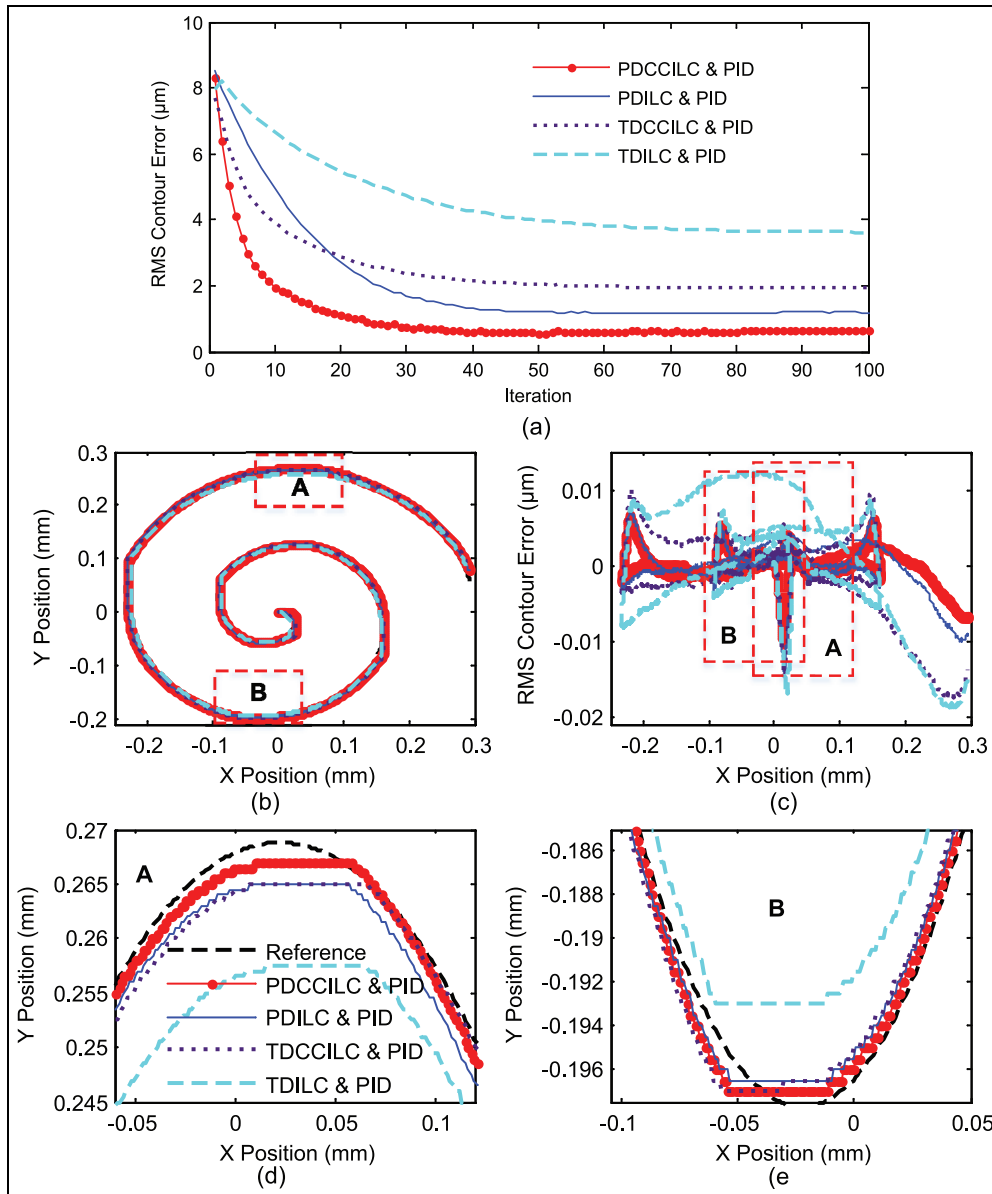 10
8
6
4
2
0
RMS Contour Error (μm)
PDCCILC & PID
PDILC & PID
TDCCILC & PID
TDILC & PID
0 10 20 30 40 50 60 70 80 90 100
Iteration
(a)
0.3
0.2
0.1
0
-0.1
-0.2
Y Position (mm)
A
B
-0.2 -0.1 0 0.1 0.2 0.3
X Position (mm)
(b)
0.01
0
-0.01
-0.02
RMS Contour Error (μm)
B
A
-0.2 -0.1 0 0.1 0.2 0.3
X Position (mm)
(c)
0.27
0.265
0.26
0.255
0.25
0.245
Y Position (mm)
A
Reference
PDCCILC & PID
PDILC & PID
TDCCILC & PID
TDILC & PID
-0.05 0 0.05 0.1
X Position (mm)
(d)
-0.186
-0.188
-0.19
-0.192
-0.194
-0.196
Y Position (mm)
B
-0.1 -0.05 0 0.05
X Position (mm)
(e)